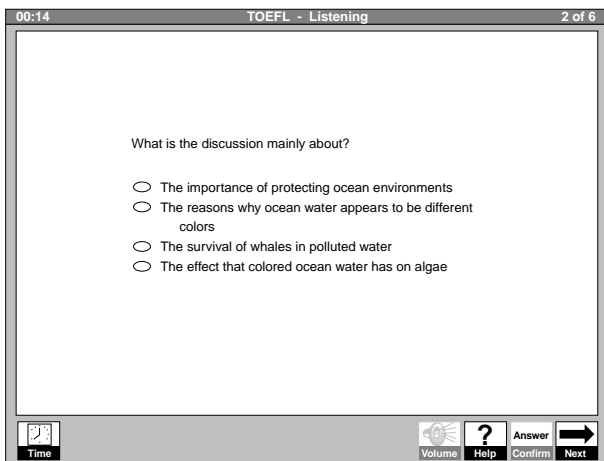 00:14 TOEFL - Listening 2 of 6
What is the discussion mainly about?
The importance of protecting ocean environments
The reasons why ocean water appears to be different
colors
The survival of whales in polluted water
The effect that colored ocean water has on algae
? Answer
Time Volume Help Confirm Next